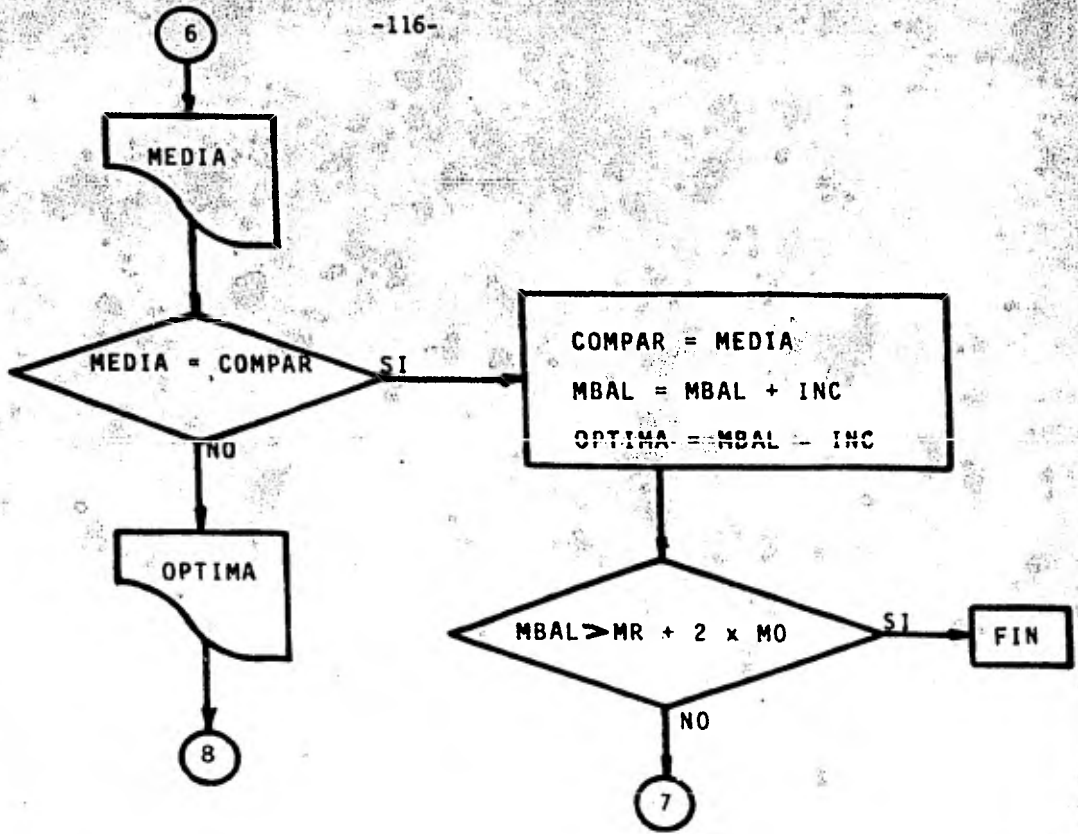 -116-
6
MEDIA
MEDIA = COMPAR
SI
NO
COMPAR = MEDIA
MBAL = MBAL + INC
OPTIMA = MBAL - INC
OPTIMA
8
MBAL > MR + 2 x MO
SI
FIN
NO
7